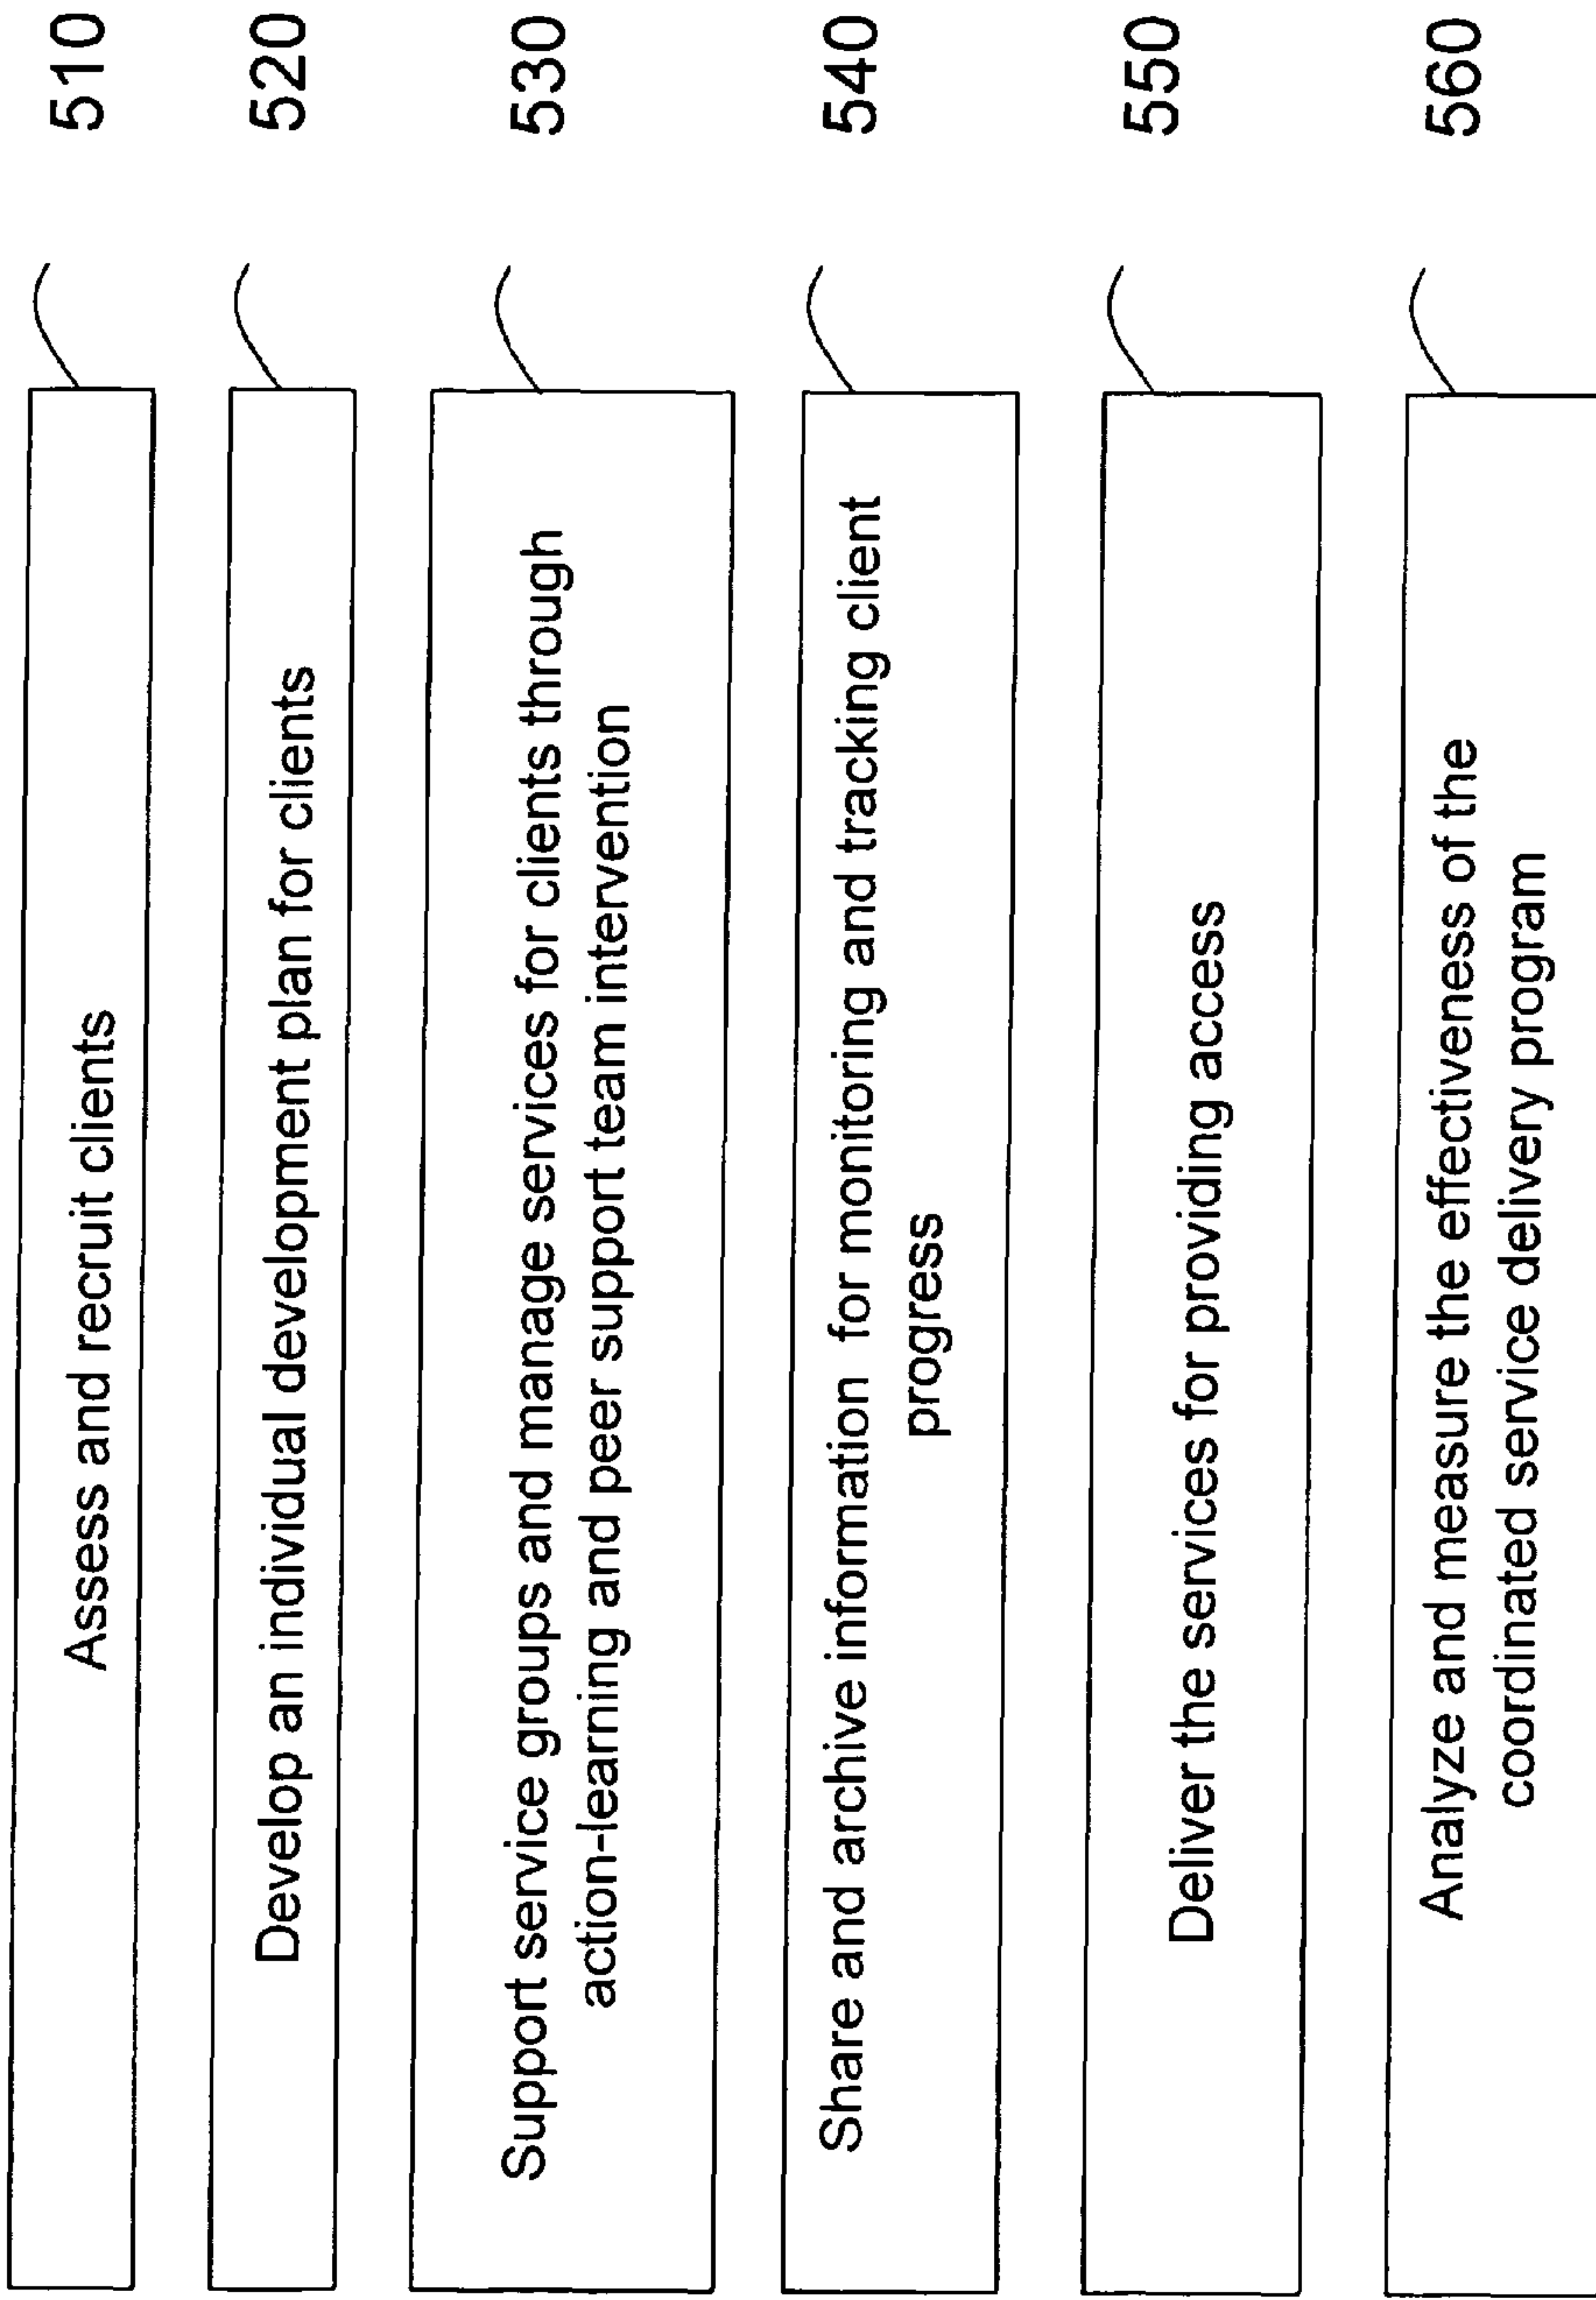 Assess and recruit clients
510
Develop an individual development plan for clients
520
Support service groups and manage services for clients through
action-learning and peer support team intervention
530
Share and archive information for monitoring and tracking client
progress
540
Deliver the services for providing access
550
Analyze and measure the effectiveness of the
coordinated service delivery program
560